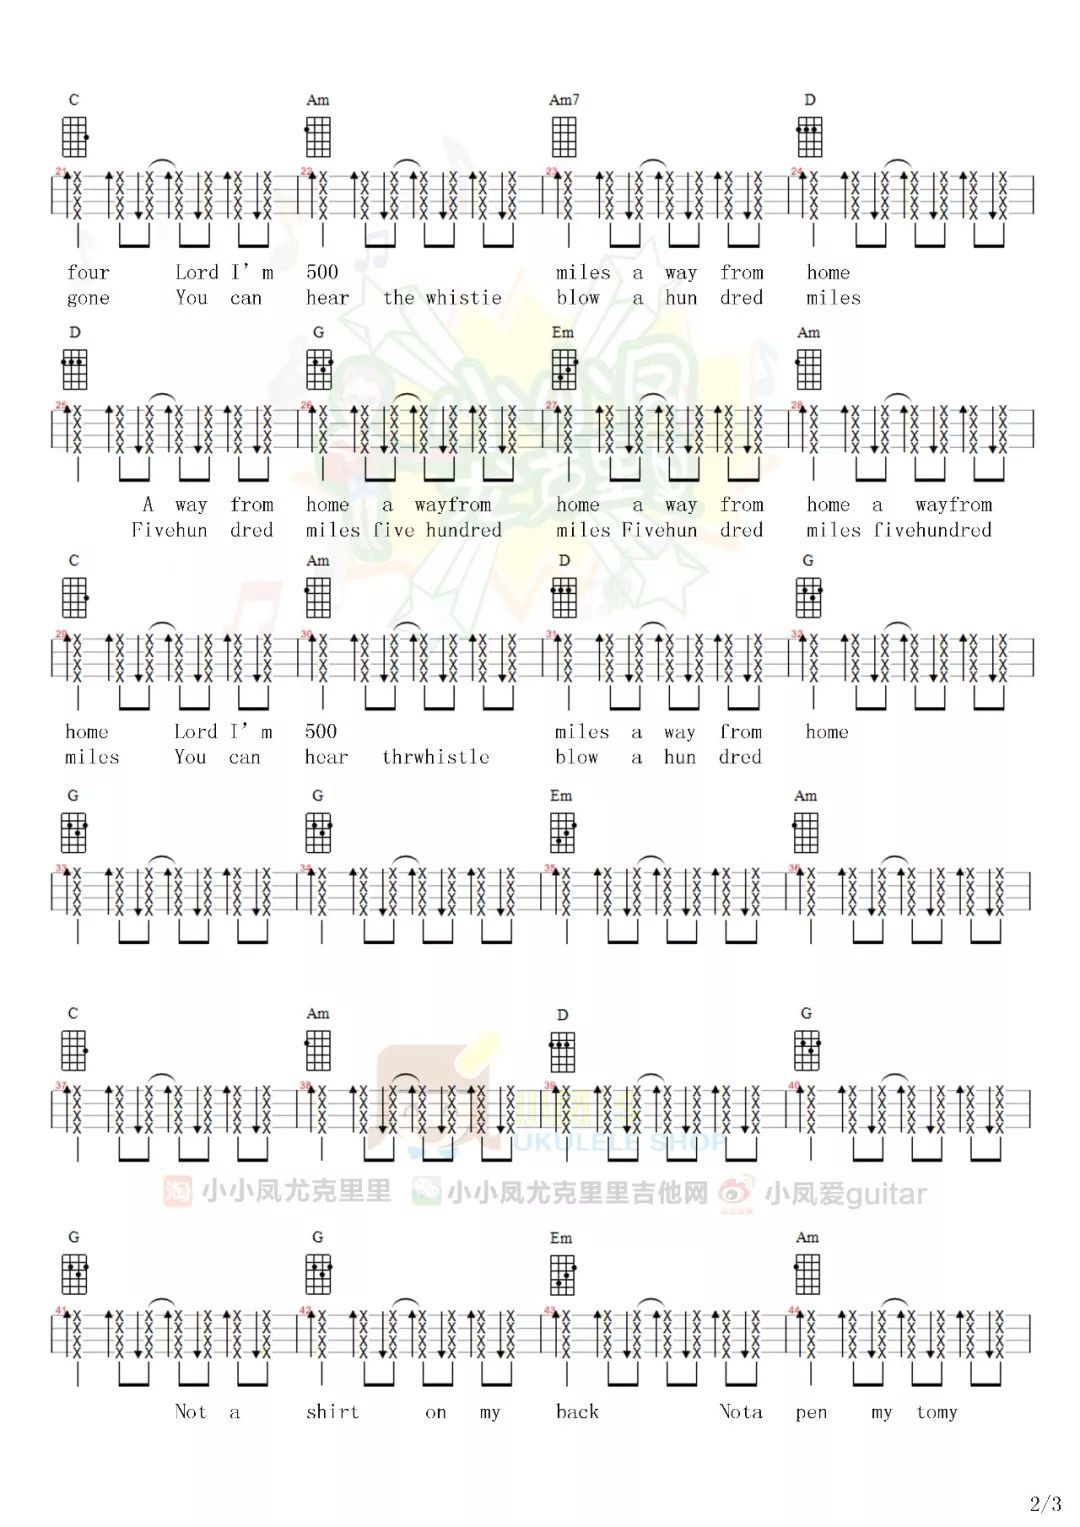 C Am Am7 D
21 22 23 24
four Lord I'm 500 miles a way from home
gone You can hear the whistie blow a hun dred miles
D G Em Am
25 26 27 28
A way from home a wayfrom home a way from home a wayfrom
Fivehun dred miles five hundred miles Fivehun dred miles fivehundred
C Am D G
29 30 31 32
home Lord I'm 500 miles a way from home
miles You can hear thrwhistle blow a hun dred
G G Em Am
33 34 35 36
C Am D G
37 38 39 40
UKULELE SHOP
淘 小小凤尤克里里 小小凤尤克里里吉他网 小凤爱guitar
G G Em Am
41 42 43 44
Not a shirt on my back Nota pen my tomy
2/3